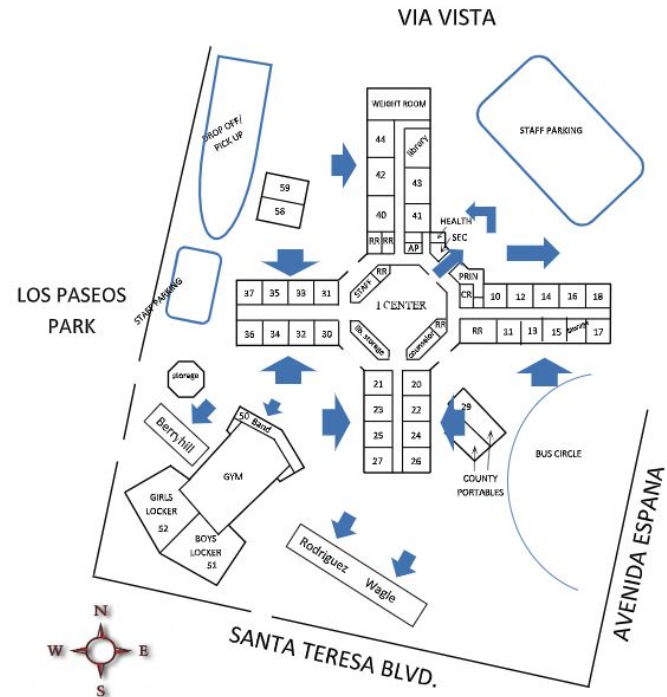 VIA VISTA
DROP OFF/
PICK UP
WEIGHT ROOM
STAFF PARKING
44
library
59
58
42
43
40
41
HEALTH
SEC
RR
RR
AP
RR
STAFF
PRIN
CR
LOS PASEOS
PARK
STAFF PARKING
37
35
33
31
I CENTER
10
12
14
16
18
36
34
32
30
lib. storage
counselor
RR
RR
11
13
15
storage
17
storage
21
20
23
22
29
25
24
27
26
COUNTY
PORTABLES
BUS CIRCLE
50 Band
Berryhill
GYM
GIRLS
LOCKER
52
BOYS
LOCKER
51
Rodriguez
Wagle
AVENIDA ESPANA
SANTA TERESA BLVD.
N
W
E
S